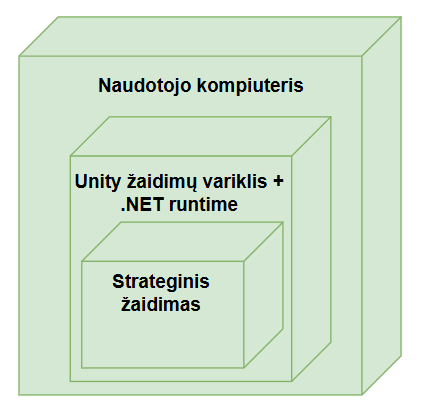 Naudotojo kompiuteris
Unity žaidimų variklis +
.NET runtime
Strateginis
žaidimas